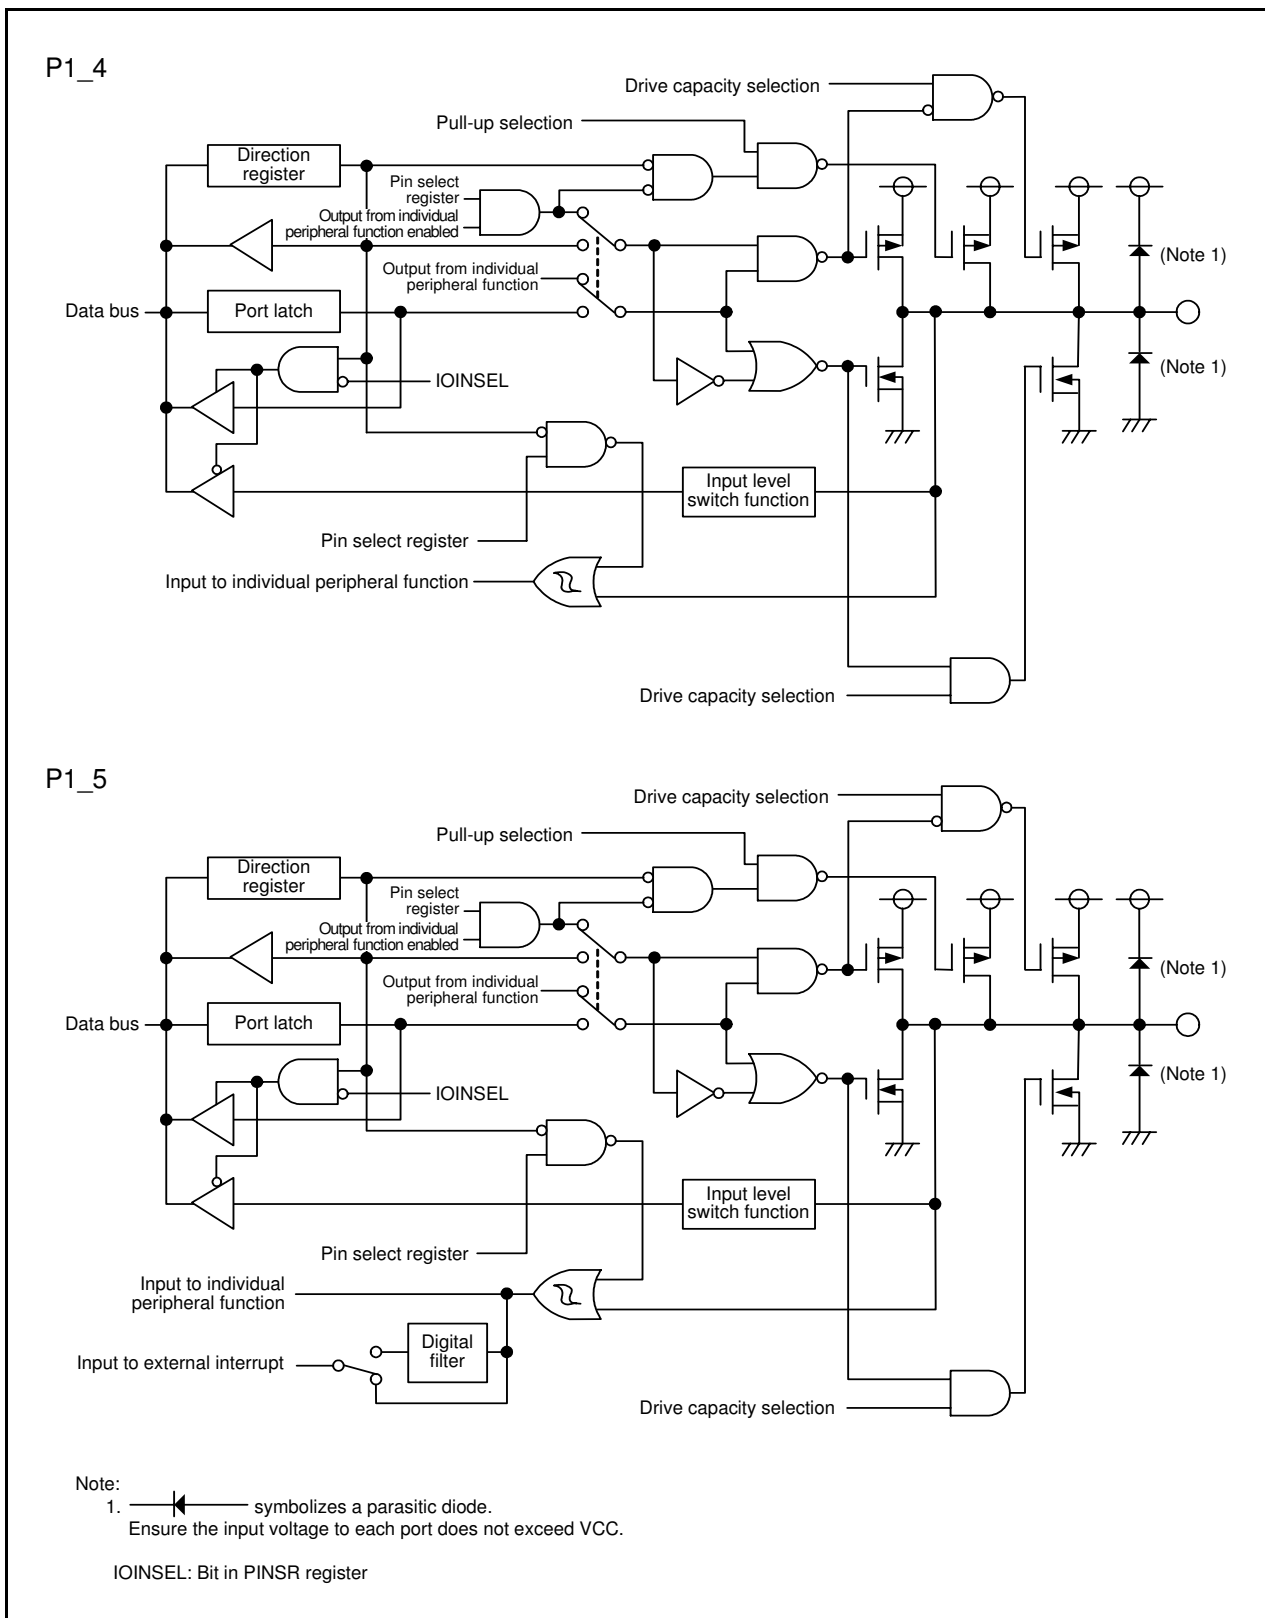 P1_4
Drive capacity selection
Pull-up selection
Direction
register
Pin select
register
Output from individual
peripheral function enabled
(Note 1)
Output from individual
peripheral function
Data bus
Port latch
(Note 1)
IOINSEL
Input level
switch function
Pin select register
Input to individual peripheral function
Drive capacity selection
P1_5
Drive capacity selection
Pull-up selection
Direction
register
Pin select
register
Output from individual
peripheral function enabled
(Note 1)
Output from individual
peripheral function
Data bus
Port latch
(Note 1)
IOINSEL
Input level
switch function
Pin select register
Input to individual
peripheral function
Digital
filter
Input to external interrupt
Drive capacity selection
Note:
1. symbolizes a parasitic diode.
Ensure the input voltage to each port does not exceed VCC.
IOINSEL: Bit in PINSR register